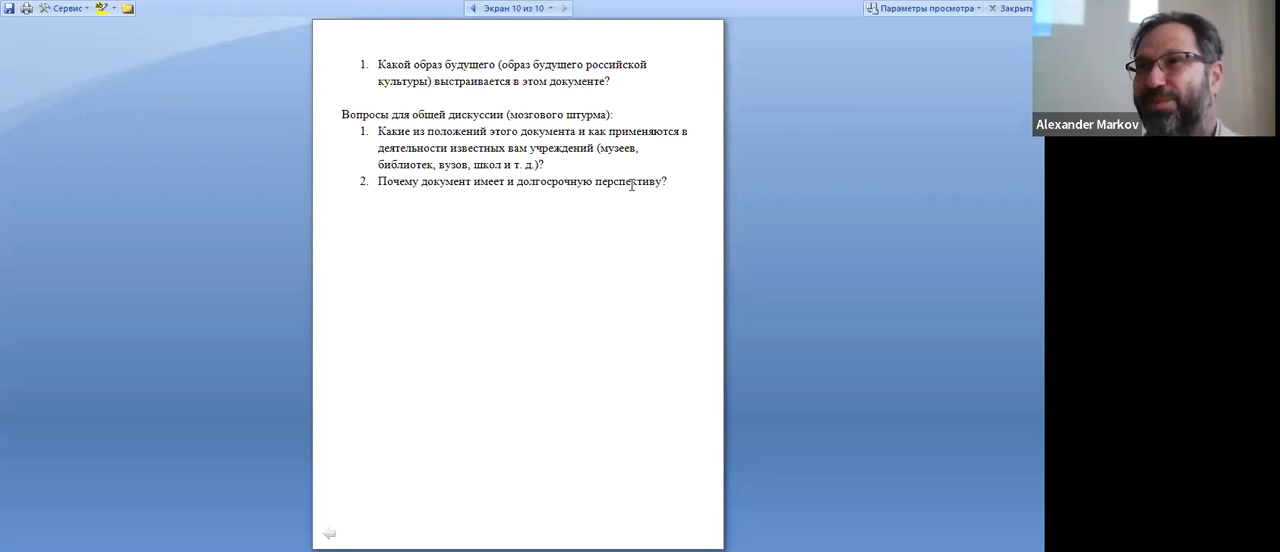 Сервис
Экран 10 из 10
Параметры просмотра
Закрыть
1. Какой образ будущего (образ будущего российской
культуры) выстраивается в этом документе?
Вопросы для общей дискуссии (мозгового штурма):
1. Какие из положений этого документа и как применяются в
деятельности известных вам учреждений (музеев,
библиотек, вузов, школ и т. д.)?
2. Почему документ имеет и долгосрочную перспективу?
Alexander Markov